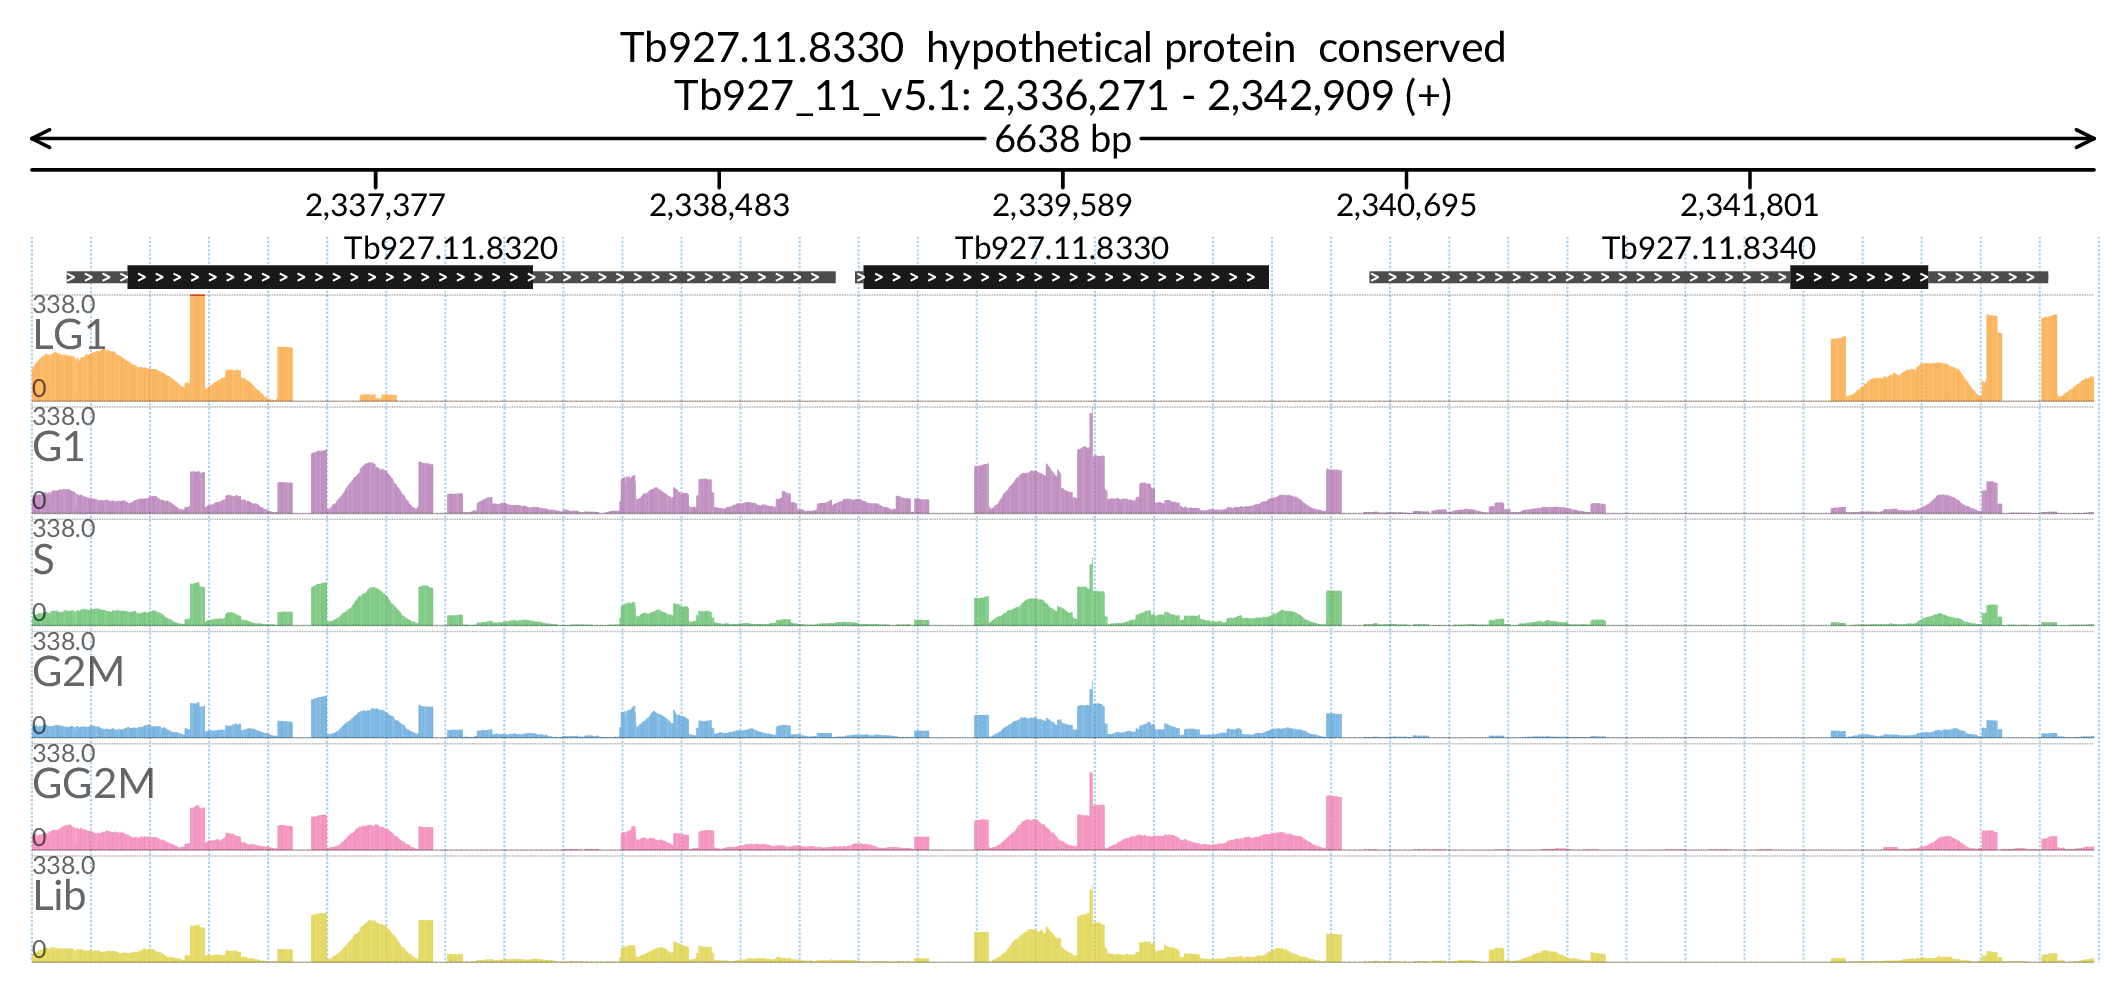 Tb927.11.8330 hypothetical protein conserved
Tb927_11_v5.1: 2,336,271 - 2,342,909 (+)
6638 bp
2,337,377 2,338,483 2,339,589 2,340,695 2,341,801
Tb927.11.8320 Tb927.11.8330 Tb927.11.8340
338.0
LG1
0
338.0
G1
0
338.0
S
0
338.0
G2M
0
338.0
GG2M
0
338.0
Lib
0